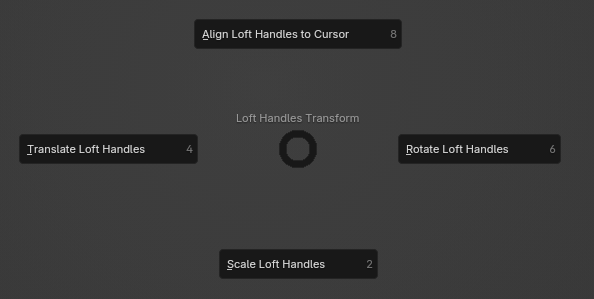 Align Loft Handles to Cursor 8
Loft Handles Transform
Translate Loft Handles 4
Rotate Loft Handles 6
Scale Loft Handles 2